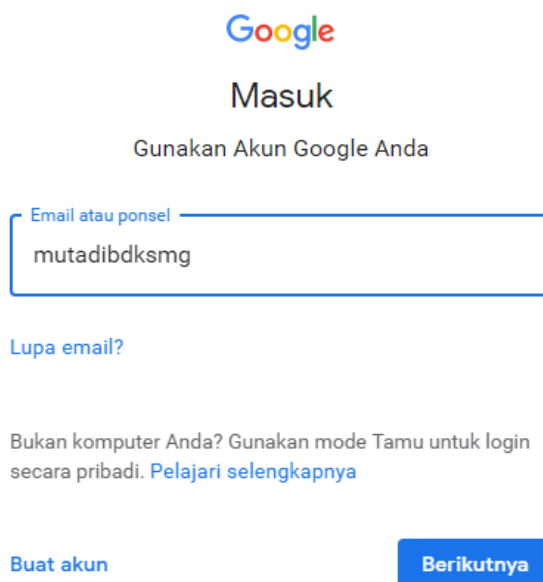 Google
Masuk
Gunakan Akun Google Anda
Email atau ponsel
mutadibdksmg
Lupa email?
Bukan komputer Anda? Gunakan mode Tamu untuk login
secara pribadi. Pelajari selengkapnya
Buat akun
Berikutnya